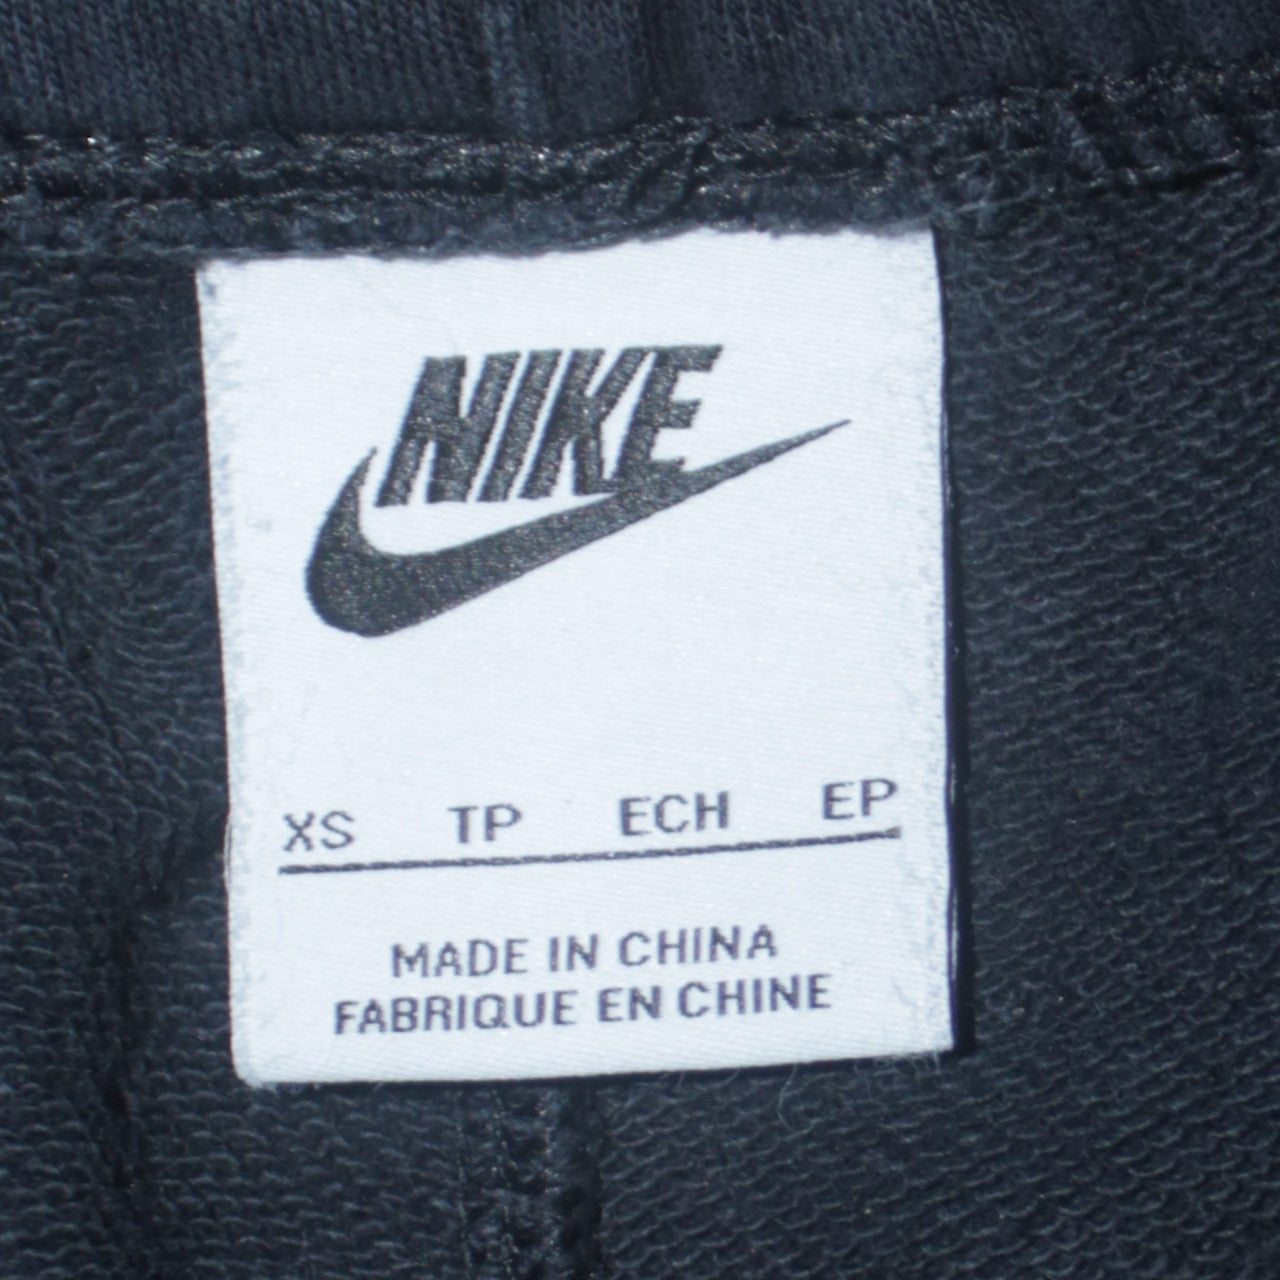 NIKE
XS TP ECH EP
MADE IN CHINA
FABRIQUE EN CHINE